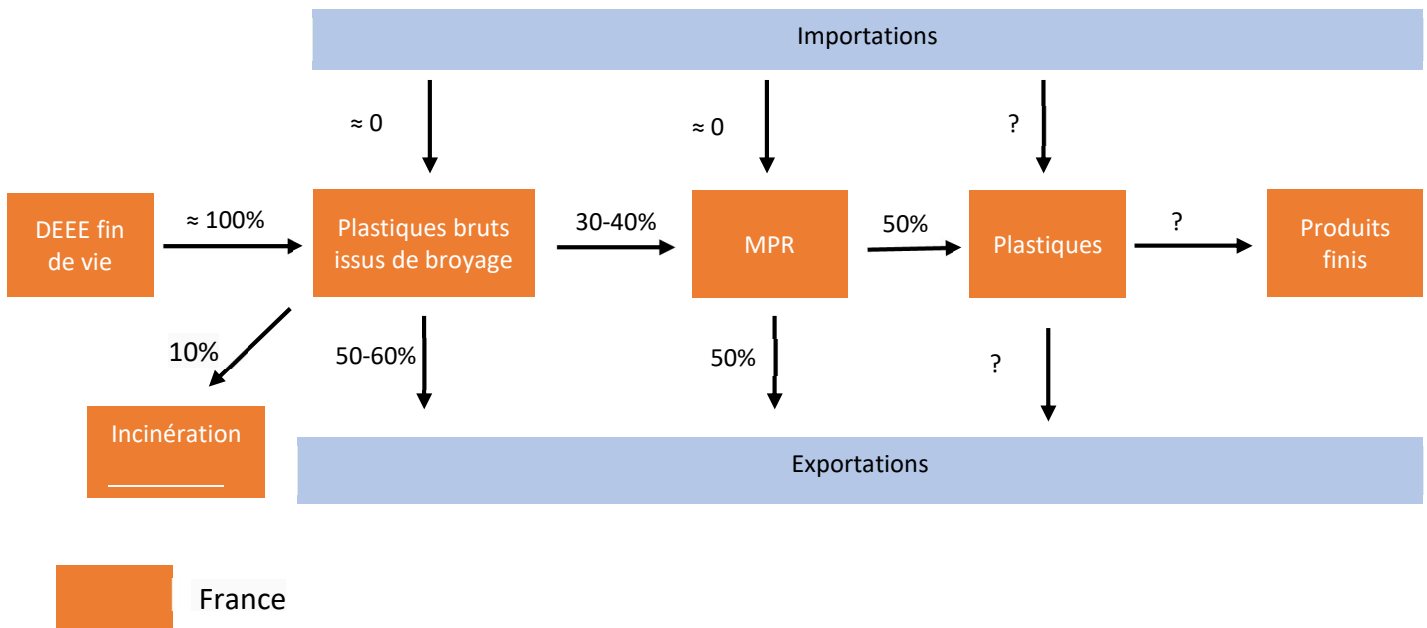 Importations
≈ 0
≈ 0
?
DEEE fin
de vie
≈ 100%
Plastiques bruts
issus de broyage
30-40%
MPR
50%
Plastiques
?
Produits
finis
10%
50-60%
50%
?
Incinération
Exportations
France